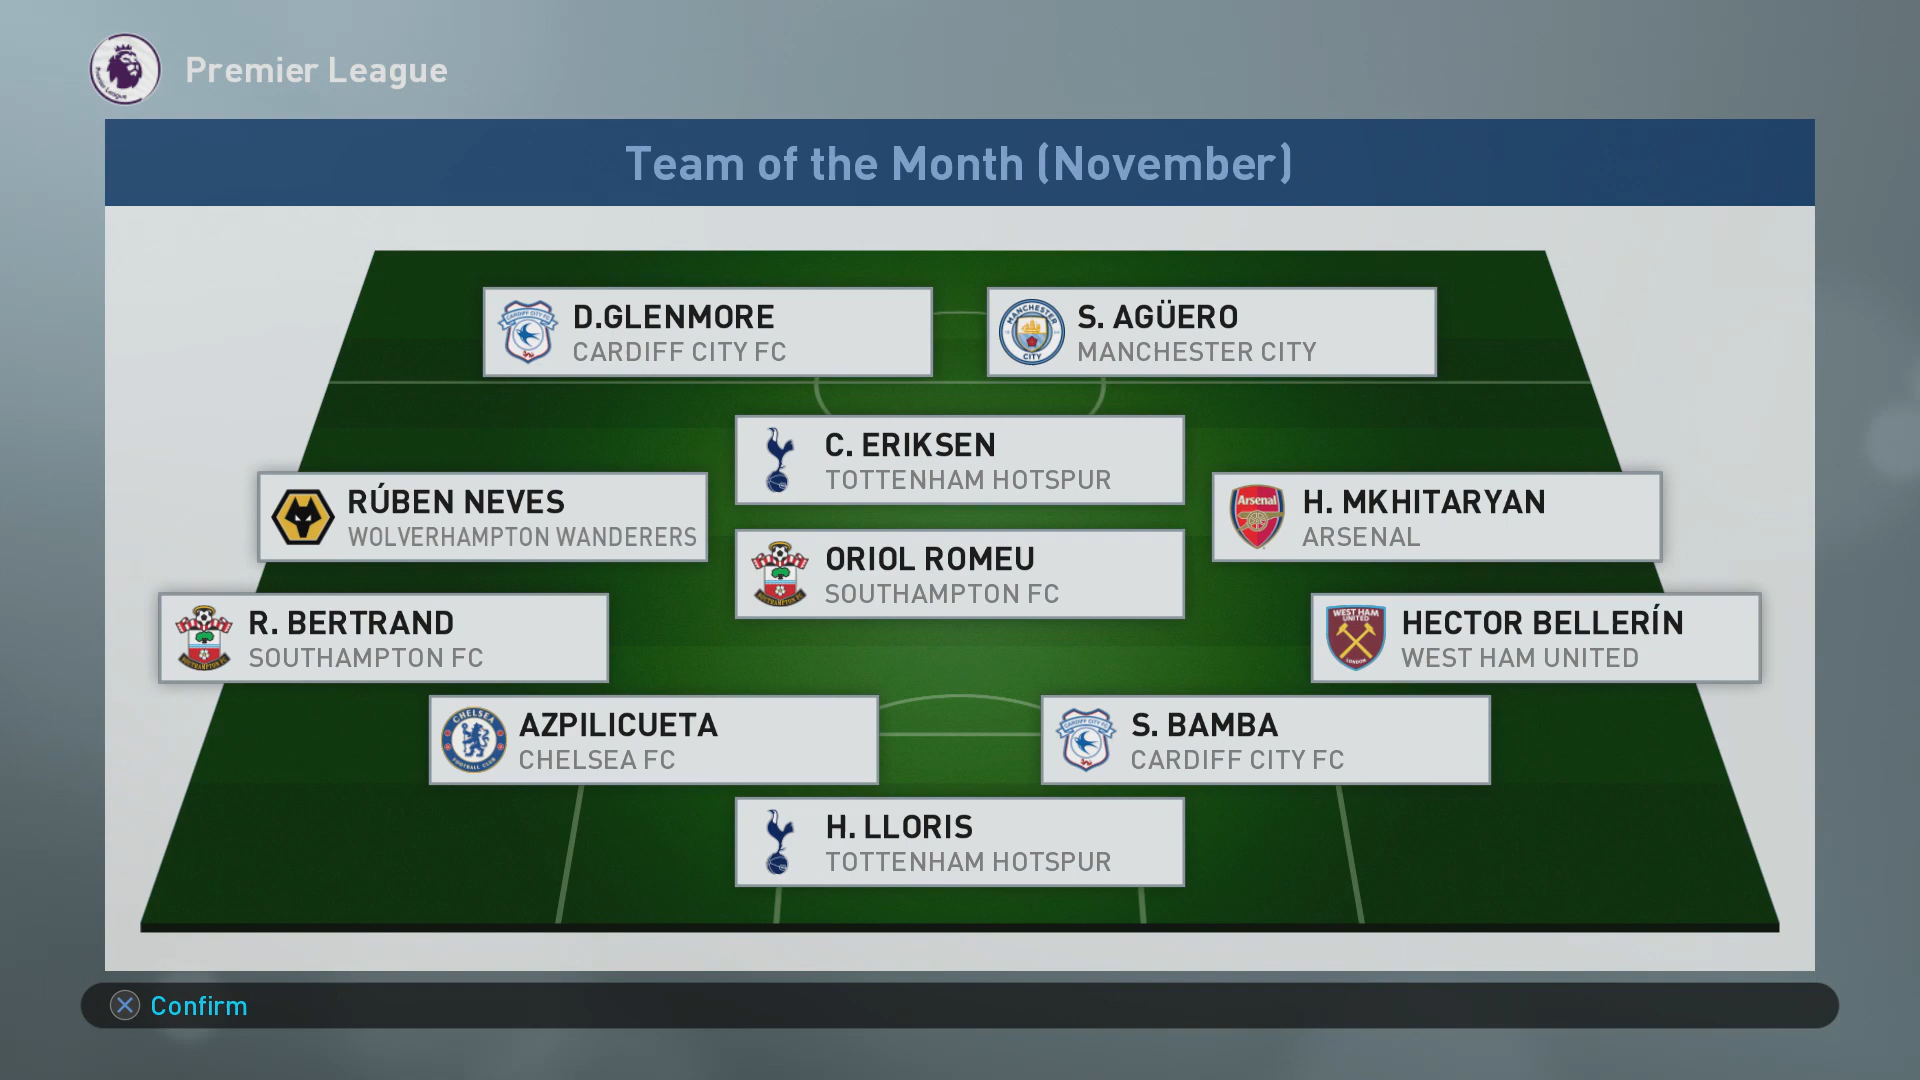 Premier League
Team of the Month (November)
D.GLENMORE
CARDIFF CITY FC
S. AGÜERO
MANCHESTER CITY
C. ERIKSEN
TOTTENHAM HOTSPUR
RÚBEN NEVES
WOLVERHAMPTON WANDERERS
H. MKHITARYAN
ARSENAL
ORIOL ROMEU
SOUTHAMPTON FC
R. BERTRAND
SOUTHAMPTON FC
HECTOR BELLERÍN
WEST HAM UNITED
AZPILICUETA
CHELSEA FC
S. BAMBA
CARDIFF CITY FC
H. LLORIS
TOTTENHAM HOTSPUR
Confirm